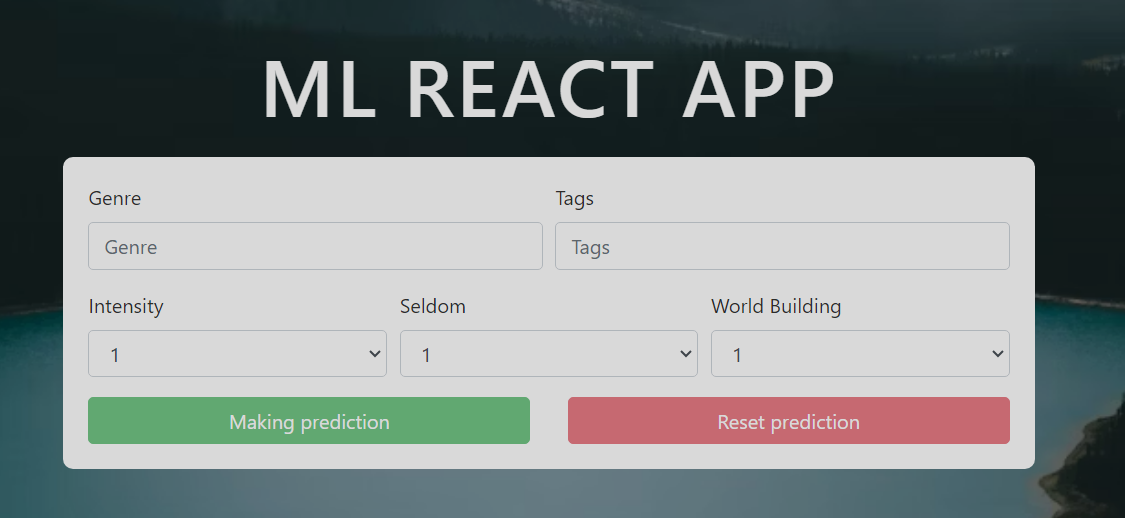 ML REACT APP
Genre Tags
Genre Tags
Intensity Seldom World Building
1 1 1
Making prediction Reset prediction